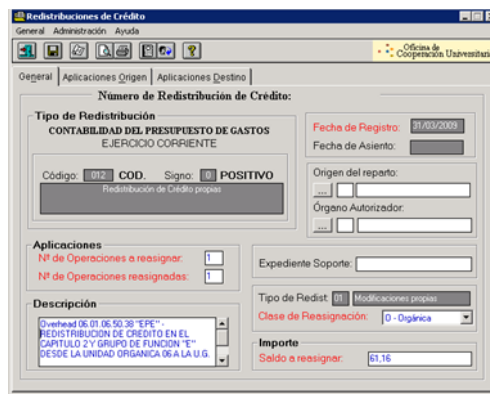 Redistribuciones de Crédito
General Administración Ayuda
Oficina de
Cooperación Universitaria
General Aplicaciones Origen Aplicaciones Destino
Número de Redistribución de Crédito:
Tipo de Redistribución
CONTABILIDAD DEL PRESUPUESTO DE GASTOS
EJERCICIO CORRIENTE
Código: 012 COD. Signo: 0 POSITIVO
Redistribución de Crédito propias
Fecha de Registro: 31/03/2009
Fecha de Asiento:
Origen del reparto:
...
Órgano Autorizador:
...
Aplicaciones
Nº de Operaciones a reasignar: 1
Nº de Operaciones reasignadas: 1
Expediente Soporte:
Descripción
Overhead 06.01.06.50.38 "EPE" -
REDISTRIBUCION DE CREDITO EN EL
CAPITULO 2 Y GRUPO DE FUNCION "E"
DESDE LA UNIDAD ORGANICA 06 A LA U.G.
Tipo de Redist: 01 Modificaciones propias
Clase de Reasignación: O - Orgánica
Importe
Saldo a reasignar: 61,16